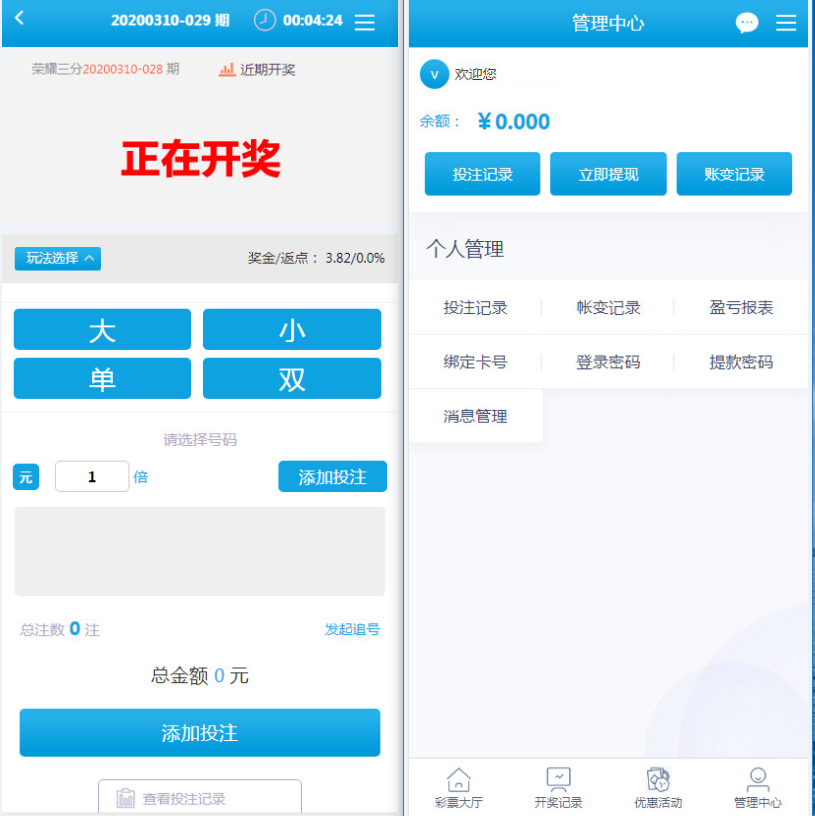 20200310-029 期 00:04:24
荣耀三分20200310-028 期 近期开奖
正在开奖
玩法选择 奖金/返点： 3.82/0.0%
大 小
单 双
请选择号码
元 1 倍 添加投注
总注数 0 注 发起追号
总金额 0 元
添加投注
查看投注记录
管理中心
V 欢迎您
余额： ¥0.000
投注记录 立即提现 账变记录
个人管理
投注记录 帐变记录 盈亏报表
绑定卡号 登录密码 提款密码
消息管理
彩票大厅 开奖记录 优惠活动 管理中心